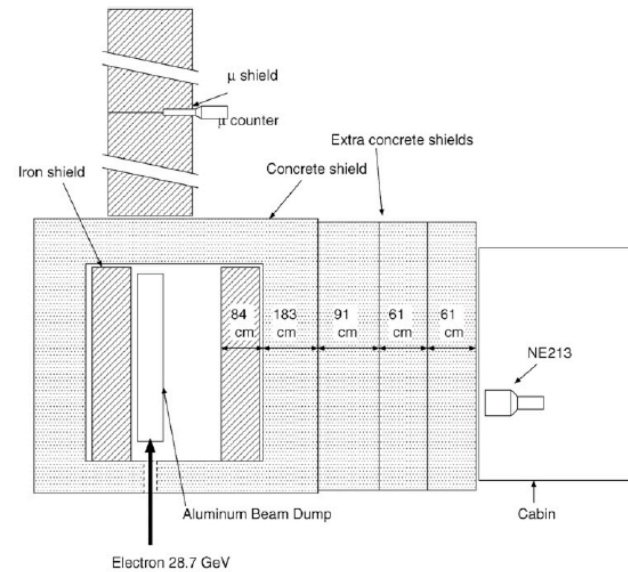 μ shield
μ counter
Extra concrete shields
Iron shield
Concrete shield
84 183 91 61 61
cm cm cm cm cm
NE213
Aluminum Beam Dump
Cabin
Electron 28.7 GeV